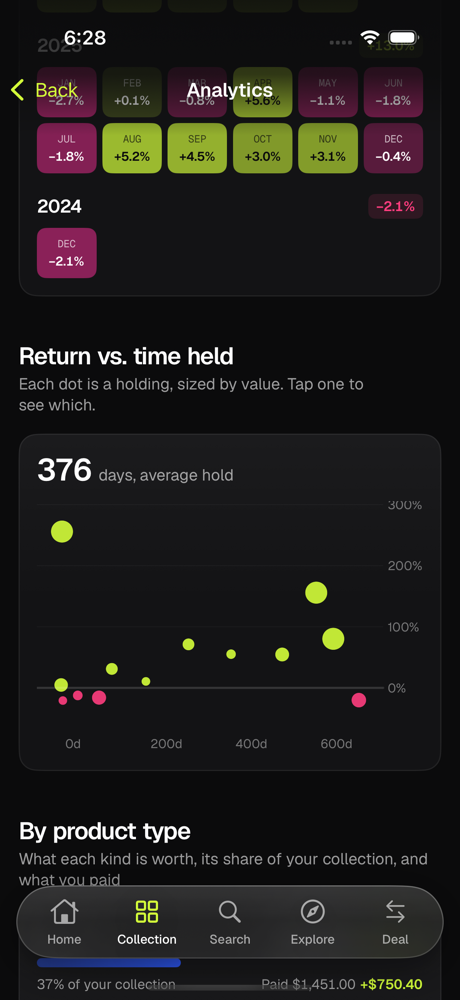 6:28
2025
+13.0%
Back
Analytics
JAN FEB MAR APR MAY JUN
−2.7% +0.1% −0.8% +5.6% −1.1% −1.8%
JUL AUG SEP OCT NOV DEC
−1.8% +5.2% +4.5% +3.0% +3.1% −0.4%
2024
−2.1%
DEC
−2.1%
Return vs. time held
Each dot is a holding, sized by value. Tap one to
see which.
376 days, average hold
300%
200%
100%
0%
0d 200d 400d 600d
By product type
What each kind is worth, its share of your collection, and
what you paid
Home Collection Search Explore Deal
37% of your collection Paid $1,451.00 +$750.40